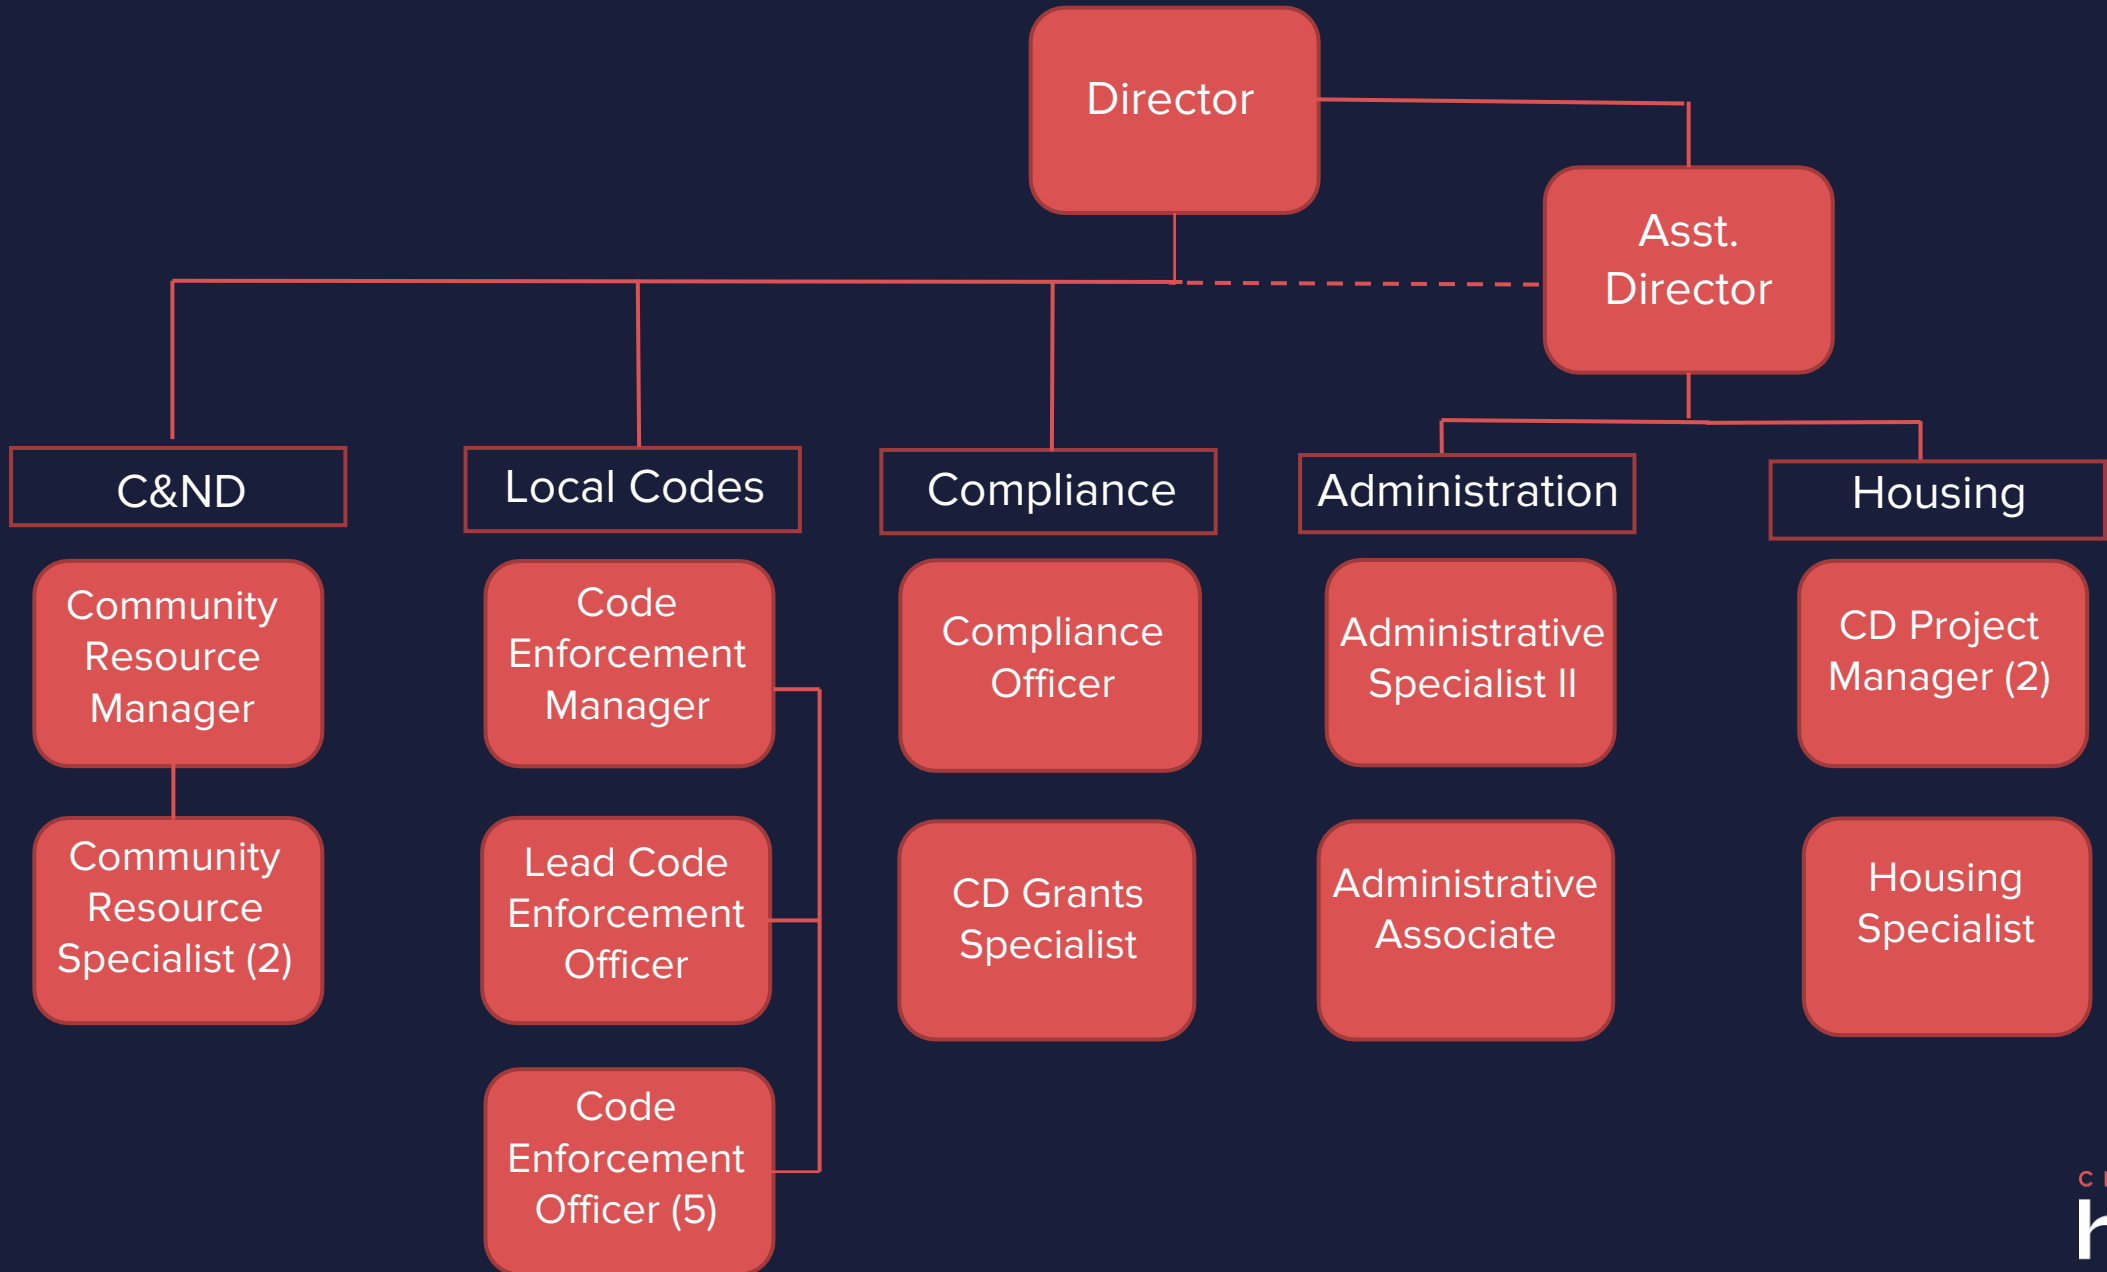 Director
Asst.
Director
C&ND
Local Codes
Compliance
Administration
Housing
Community
Resource
Manager
Code
Enforcement
Manager
Compliance
Officer
Administrative
Specialist II
CD Project
Manager (2)
Community
Resource
Specialist (2)
Lead Code
Enforcement
Officer
CD Grants
Specialist
Administrative
Associate
Housing
Specialist
Code
Enforcement
Officer (5)